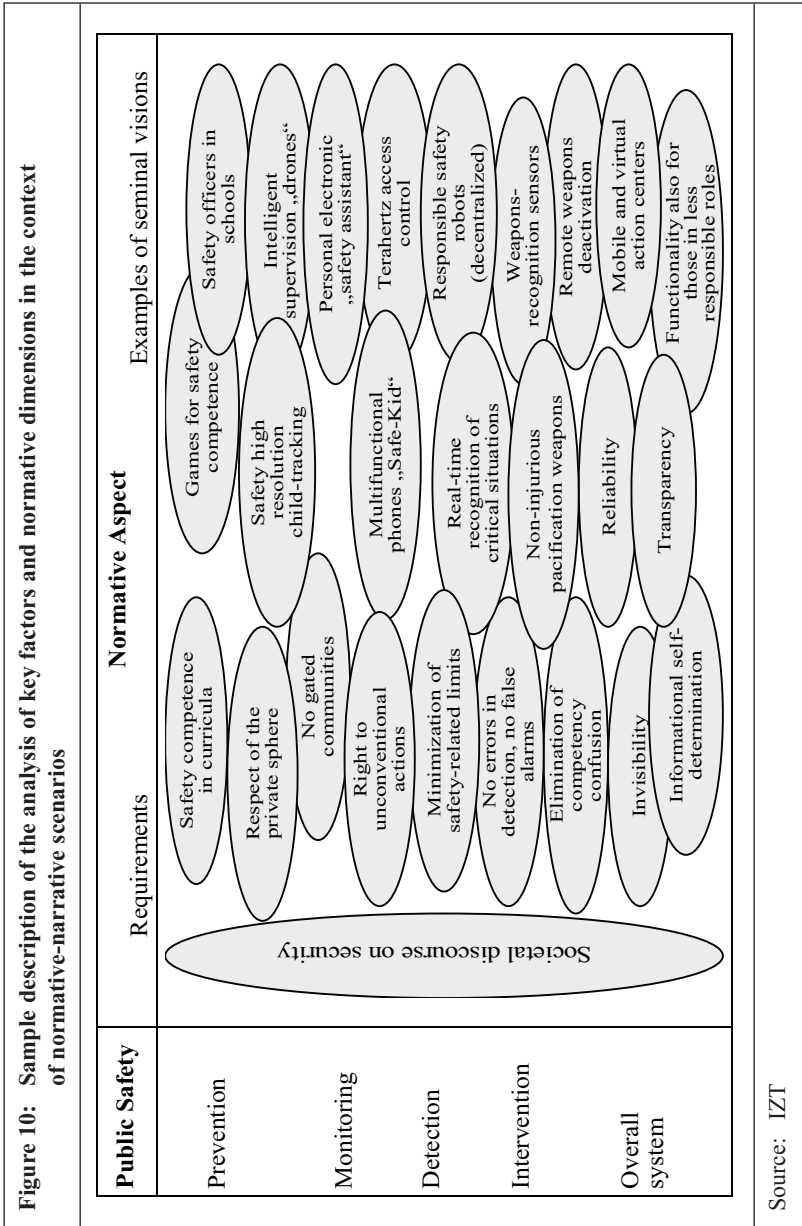 Figure 10: Sample description of the analysis of key factors and normative dimensions in the context
of normative-narrative scenarios
Public Safety
Normative Aspect
Requirements
Examples of seminal visions
Prevention
Monitoring
Detection
Intervention
Overall
system
Societal discourse on security
Safety competence
in curricula
Respect of the
private sphere
No gated
communities
Right to
unconventional
actions
Minimization of
safety-related limits
No errors in
detection, no false
alarms
Elimination of
competency
confusion
Invisibility
Informational self-
determination
Games for safety
competence
Safety high
resolution
child-tracking
Multifunctional
phones „Safe-Kid“
Real-time
recognition of
critical situations
Non-injurious
pacification weapons
Reliability
Transparency
Safety officers in
schools
Intelligent
supervision „drones“
Personal electronic
„safety assistant“
Terahertz access
control
Responsible safety
robots
(decentralized)
Weapons-
recognition sensors
Remote weapons
deactivation
Mobile and virtual
action centers
Functionality also for
those in less
responsible roles
Source: IZT